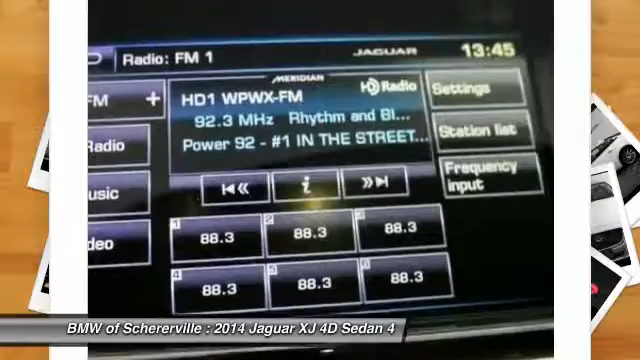 Radio: FM 1
JAGUAR
13:45
FM +
MERIDIAN
HD Radio
Settings
HD1 WPWX-FM
92.3 MHz Rhythm and Bl...
Radio
Station list
Power 92 - #1 IN THE STREET...
usic
i
Frequency
input
deo
1 88.3
2 88.3
3 88.3
4 88.3
5 88.3
6 88.3
BMW of Schererville : 2014 Jaguar XJ 4D Sedan 4